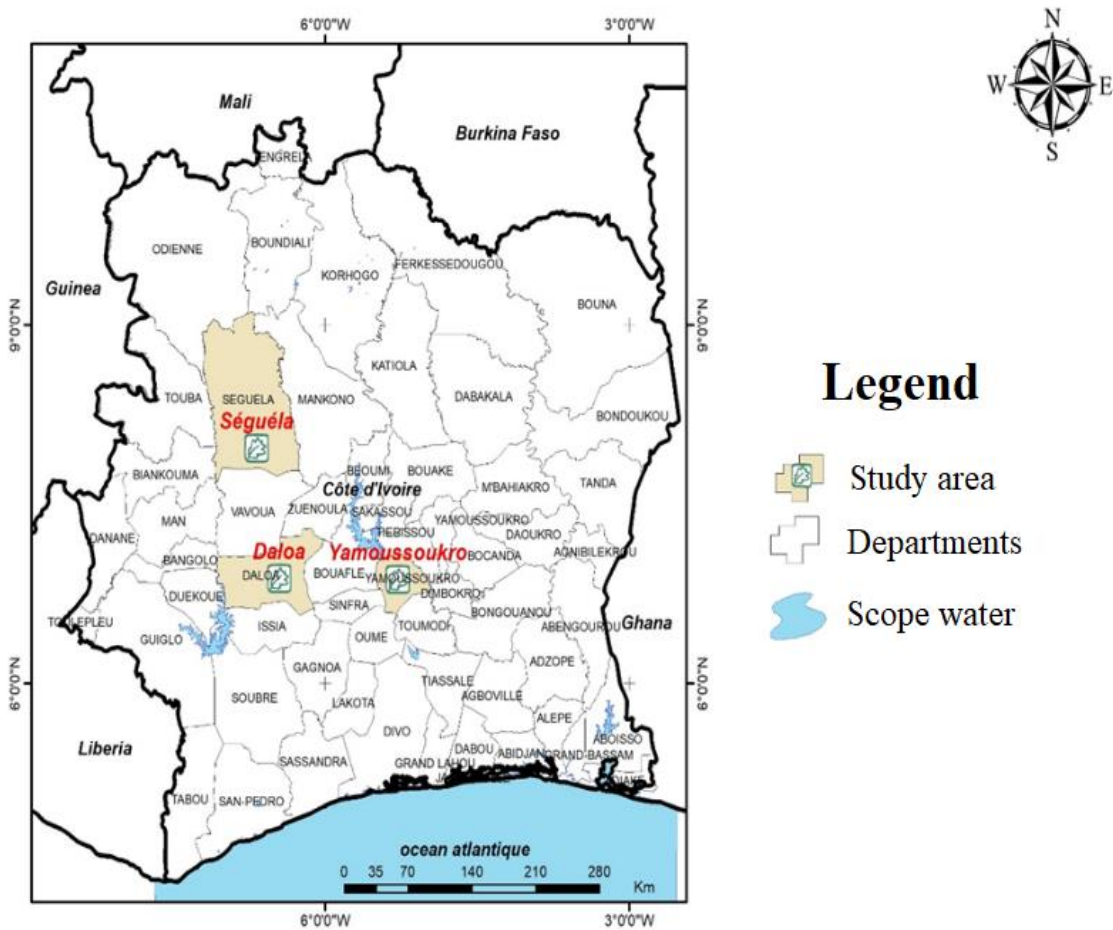 6°0'0"W 3°0'0"W
N
W E
S
Mali
Burkina Faso
ENGRELA
ODIENNE
BOUNDIALI
KORHOGO
FERKESSEDOUGOU
Guinea
BOUNA
9°0'0"N
9°0'0"N
KATIOLA
TOUBA
SEGUELA
MANKONO
DABAKALA
BONDOUKOU
Séguéla
BIANKOUMA
BEOUMI
BOUAKE
M'BAHIAKRO
TANDA
Côte d'Ivoire
MAN
VAVOUA
ZUENOULA
SAKASSOU
YAMOUSSOUKRO
DANANE
TIEBISSOU
DAOUKRO
BANGOLO
Daloa
Yamoussoukro
BOCANDA
AGNIBILEKROU
DALOA
BOUAFLE
YAMOUSSOUKRO
DUEKOUE
SINFRA
DIMBOKRO
BONGOUANOU
TOULEPLEU
GUIGLO
ISSIA
OUME
TOUMODI
ABENGOUROU
Ghana
GAGNOA
ADZOPE
6°0'0"N
6°0'0"N
SOUBRE
LAKOTA
TIASSALE
AGBOVILLE
DIVO
ALEPE
Liberia
SASSANDRA
DABOU
ABIDJAN
GRAND-BASSAM
ABOISSO
GRAND LAHOU
TABOU
SAN-PEDRO
ocean atlantique
0 35 70 140 210 280
Km
6°0'0"W 3°0'0"W
Legend
Study area
Departments
Scope water